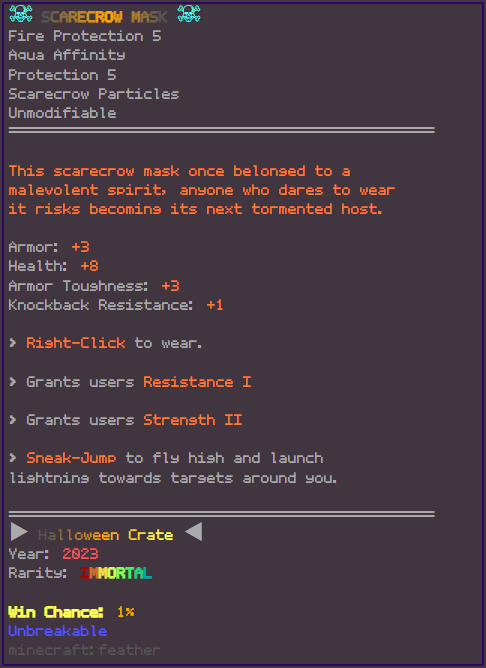 ☠ SCARECROW MASK ☠
Fire Protection 5
Aqua Affinity
Protection 5
Scarecrow Particles
Unmodifiable
This scarecrow mask once belonged to a
malevolent spirit, anyone who dares to wear
it risks becoming its next tormented host.
Armor: +3
Health: +8
Armor Toughness: +3
Knockback Resistance: +1
> Right-Click to wear.
> Grants users Resistance I
> Grants users Strength II
> Sneak-Jump to fly high and launch
lightning towards targets around you.
▶ Halloween Crate ◀
Year: 2023
Rarity: IMMORTAL
Win Chance: 1%
Unbreakable
minecraft:feather